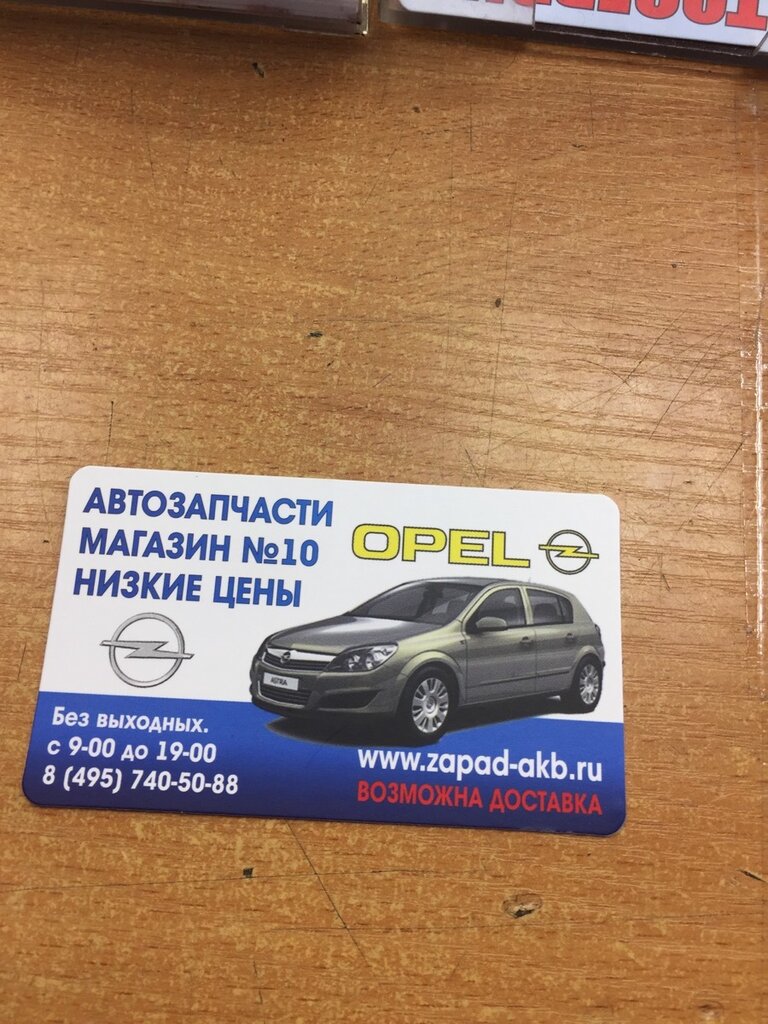 АВТОЗАПЧАСТИ
МАГАЗИН №10
НИЗКИЕ ЦЕНЫ
OPEL
ASTRA
Без выходных.
с 9-00 до 19-00
8 (495) 740-50-88
www.zapad-akb.ru
ВОЗМОЖНА ДОСТАВКА